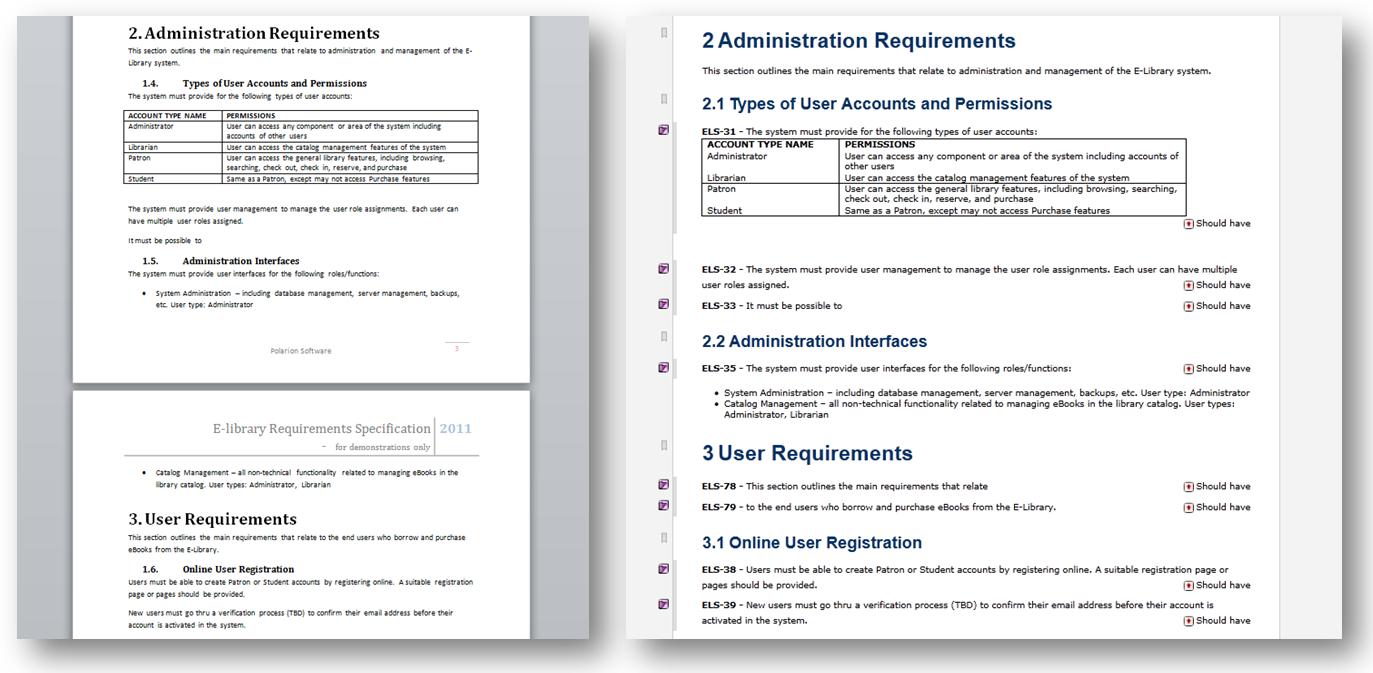 2. Administration Requirements
This section outlines the main requirements that relate to administration and management of the E-
Library system.
1.4. Types of User Accounts and Permissions
The system must provide for the following types of user accounts:
ACCOUNT TYPE NAME PERMISSIONS
Administrator User can access any component or area of the system including
accounts of other users
Librarian User can access the catalog management features of the system
Patron User can access the general library features, including browsing,
searching, check out, check in, reserve, and purchase
Student Same as a Patron, except may not access Purchase features
The system must provide user management to manage the user role assignments. Each user can
have multiple user roles assigned.
It must be possible to
1.5. Administration Interfaces
The system must provide user interfaces for the following roles/functions:
• System Administration – including database management, server management, backups,
etc. User type: Administrator
Polarion Software 3
E-library Requirements Specification 2011
- for demonstrations only
• Catalog Management – all non-technical functionality related to managing eBooks in the
library catalog. User types: Administrator, Librarian
3. User Requirements
This section outlines the main requirements that relate to the end users who borrow and purchase
eBooks from the E-Library.
1.6. Online User Registration
Users must be able to create Patron or Student accounts by registering online. A suitable registration
page or pages should be provided.
New users must go thru a verification process (TBD) to confirm their email address before their
account is activated in the system.
2 Administration Requirements
This section outlines the main requirements that relate to administration and management of the E-Library system.
2.1 Types of User Accounts and Permissions
ELS-31 - The system must provide for the following types of user accounts:
ACCOUNT TYPE NAME PERMISSIONS
Administrator User can access any component or area of the system including accounts of
other users
Librarian User can access the catalog management features of the system
Patron User can access the general library features, including browsing, searching,
check out, check in, reserve, and purchase
Student Same as a Patron, except may not access Purchase features
Should have
ELS-32 - The system must provide user management to manage the user role assignments. Each user can have multiple
user roles assigned. Should have
ELS-33 - It must be possible to Should have
2.2 Administration Interfaces
ELS-35 - The system must provide user interfaces for the following roles/functions: Should have
• System Administration – including database management, server management, backups, etc. User type: Administrator
• Catalog Management – all non-technical functionality related to managing eBooks in the library catalog. User types:
Administrator, Librarian
3 User Requirements
ELS-78 - This section outlines the main requirements that relate Should have
ELS-79 - to the end users who borrow and purchase eBooks from the E-Library. Should have
3.1 Online User Registration
ELS-38 - Users must be able to create Patron or Student accounts by registering online. A suitable registration page or
pages should be provided. Should have
ELS-39 - New users must go thru a verification process (TBD) to confirm their email address before their account is
activated in the system. Should have